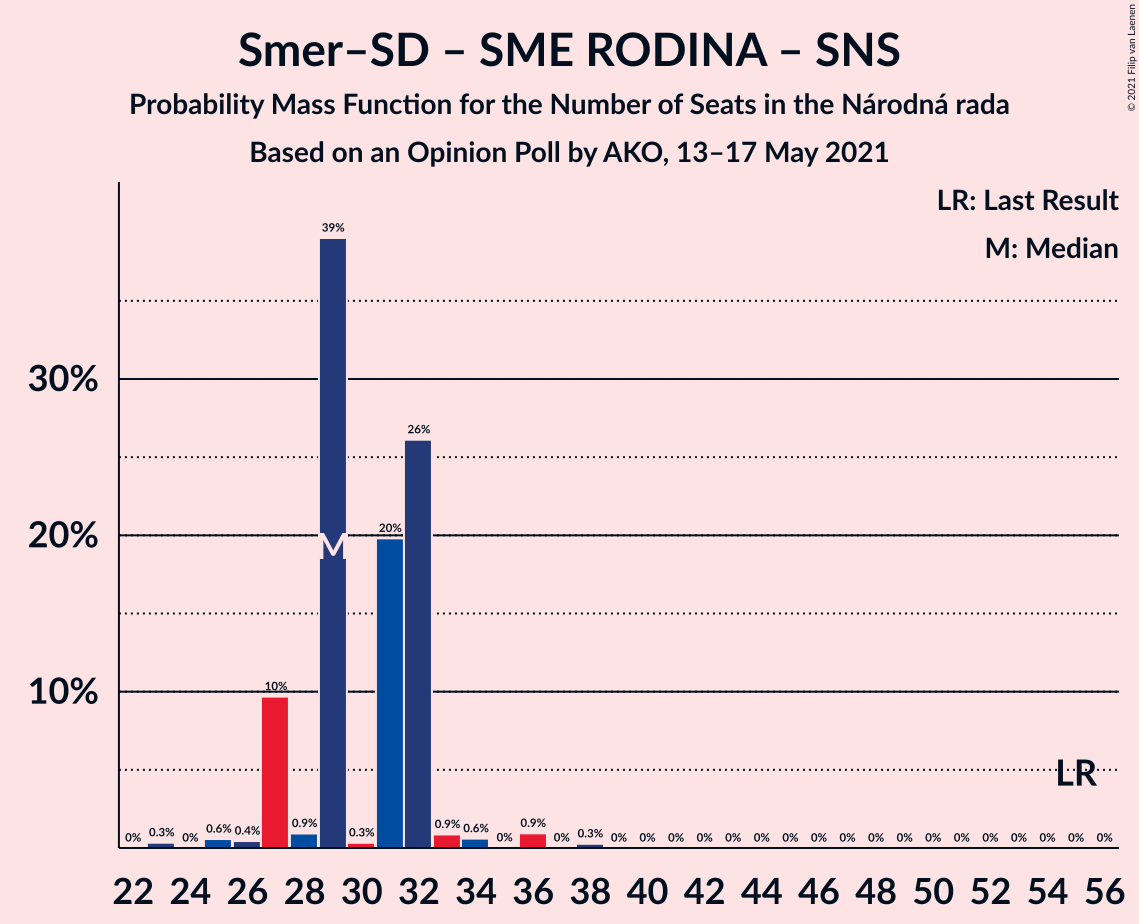 © 2021 Filip van Laenen
Smer–SD – SME RODINA – SNS
Probability Mass Function for the Number of Seats in the Národná rada
Based on an Opinion Poll by AKO, 13–17 May 2021
LR: Last Result
M: Median
39%
30%
26%
20%
20%
M
10%
10%
LR
0% 0.3% 0% 0.6% 0.4% 0.9% 0.3% 0.9% 0.6% 0% 0.9% 0% 0.3% 0% 0% 0% 0% 0% 0% 0% 0% 0% 0% 0% 0% 0% 0% 0% 0% 0% 0%
22 24 26 28 30 32 34 36 38 40 42 44 46 48 50 52 54 56